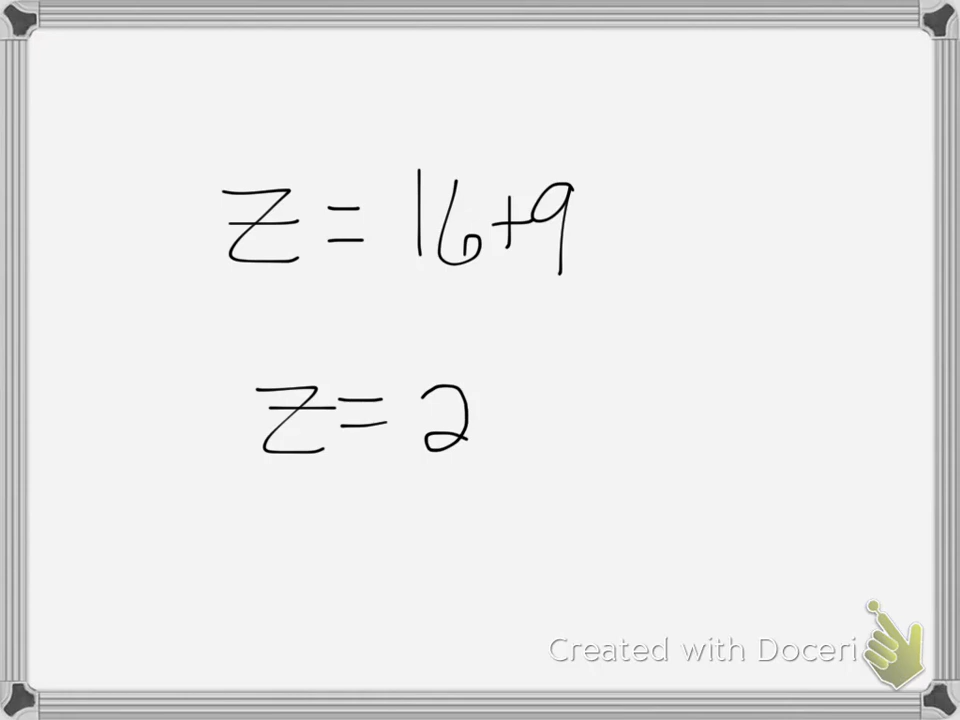 z = 16+9
z = 2
Created with Doceri